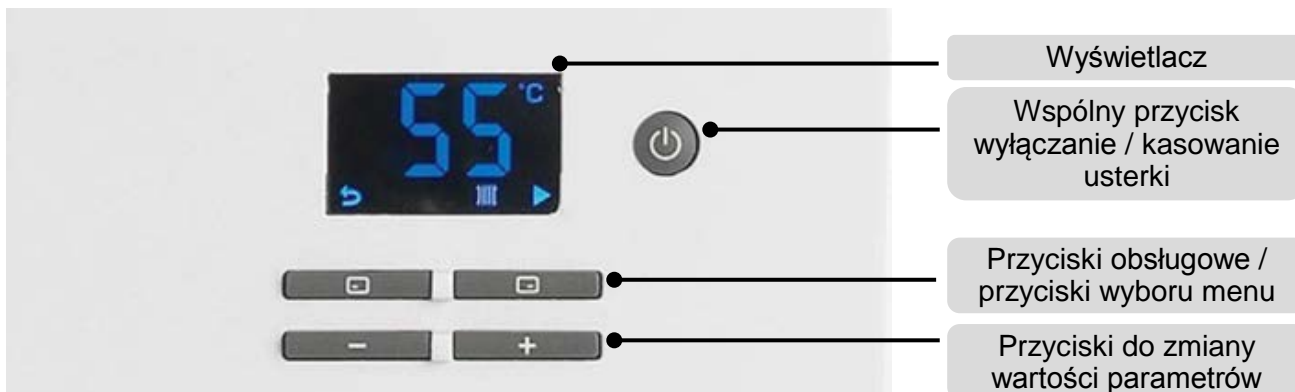 55 °C
Wyświetlacz
Wspólny przycisk
wyłączanie / kasowanie
usterki
Przyciski obsługowe /
przyciski wyboru menu
Przyciski do zmiany
wartości parametrów
− +